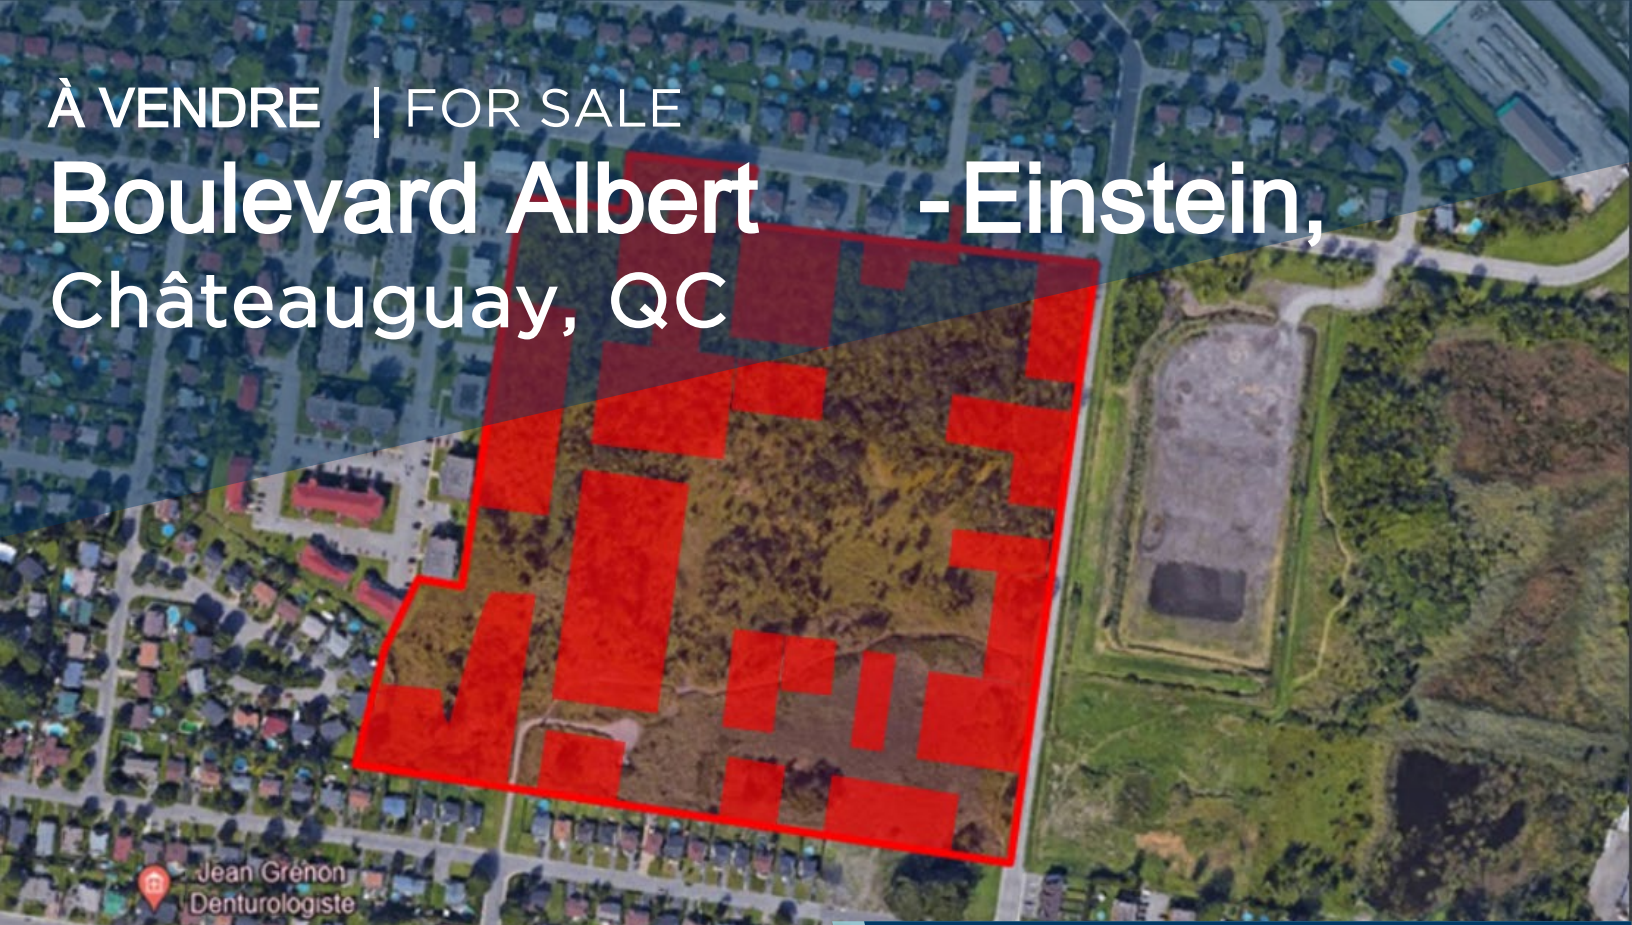 À VENDRE | FOR SALE
Boulevard Albert -Einstein,
Châteauguay, QC
Jean Grenon
Denturologiste